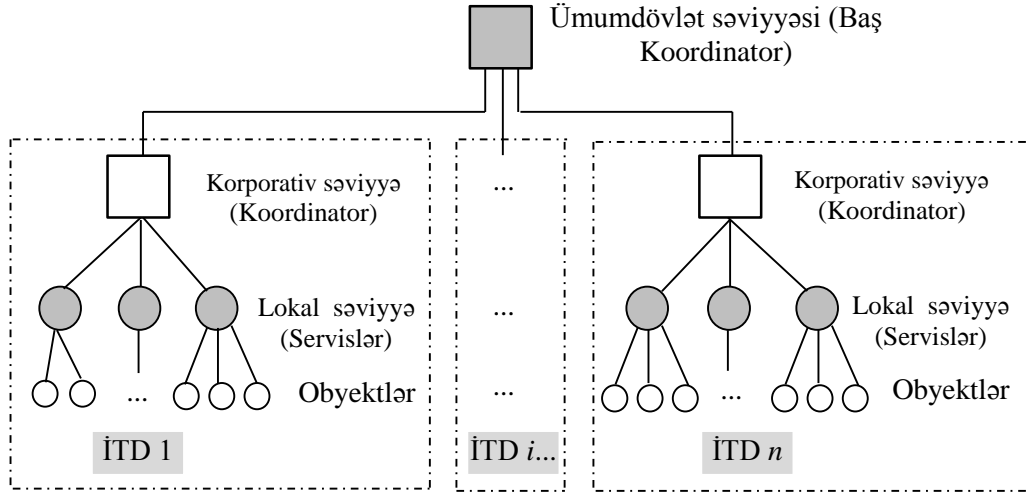 Ümumdövlət səviyyəsi (Baş
Koordinator)
Korporativ səviyyə
(Koordinator)
...
Korporativ səviyyə
(Koordinator)
Lokal səviyyə
(Servislər)
...
Lokal səviyyə
(Servislər)
...
Obyektlər
...
...
Obyektlər
İTD 1
İTD i...
İTD n